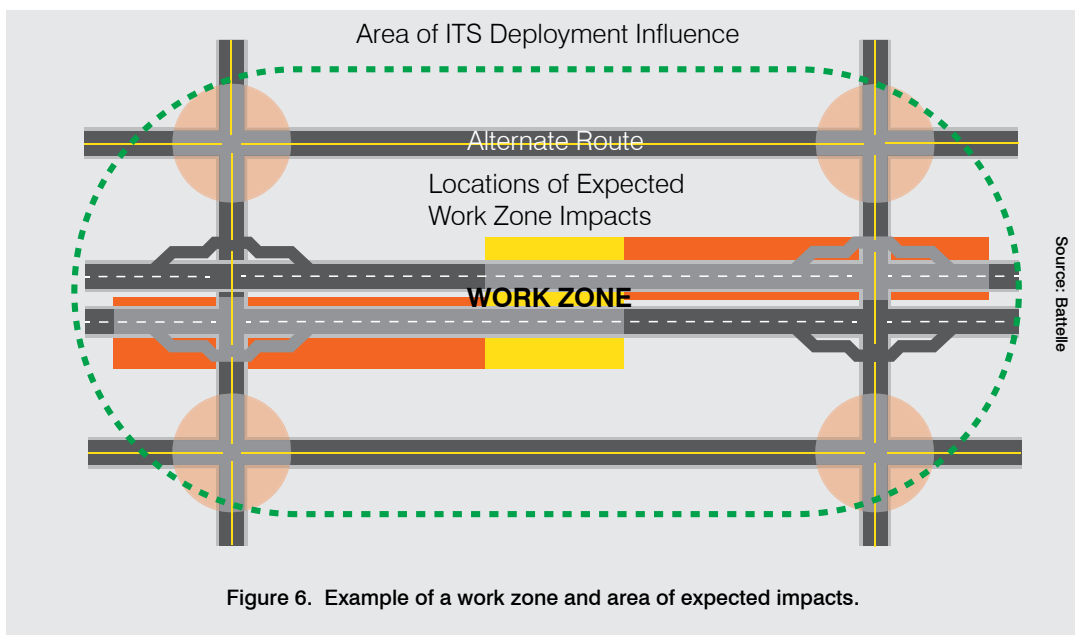 Area of ITS Deployment Influence
Alternate Route
Locations of Expected
Work Zone Impacts
WORK ZONE
Source: Battelle
Figure 6. Example of a work zone and area of expected impacts.